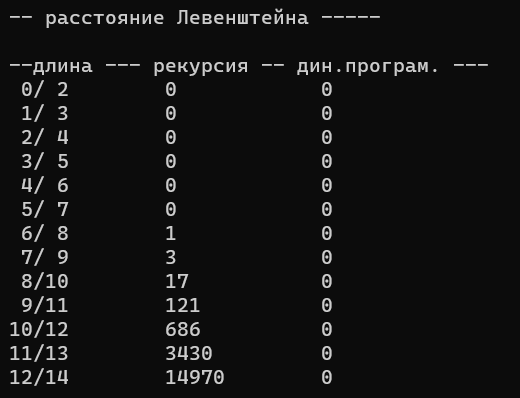 -- расстояние Левенштейна -----
--длина --- рекурсия -- дин.програм. ---
0/ 2 0 0
1/ 3 0 0
2/ 4 0 0
3/ 5 0 0
4/ 6 0 0
5/ 7 0 0
6/ 8 1 0
7/ 9 3 0
8/10 17 0
9/11 121 0
10/12 686 0
11/13 3430 0
12/14 14970 0